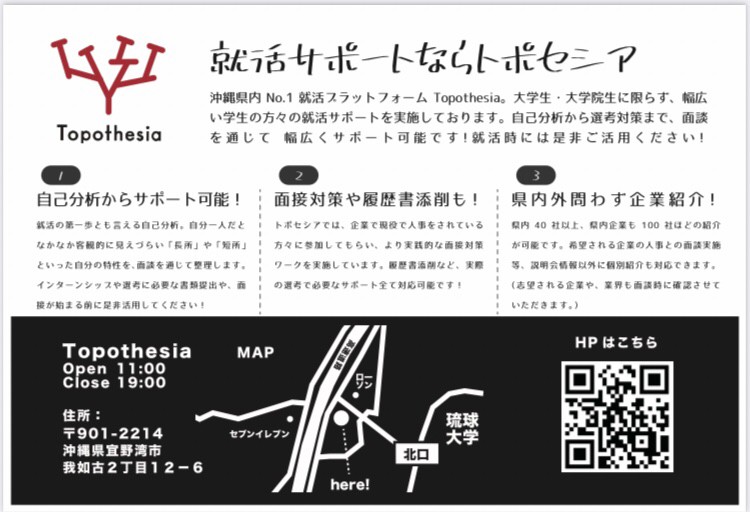 Topothesia
就活サポートならトポセシア
沖縄県内 No.1 就活プラットフォーム Topothesia。大学生・大学院生に限らず、幅広
い学生の方々の就活サポートを実施しております。自己分析から選考対策まで、面談
を通じて 幅広くサポート可能です!就活時には是非ご活用ください!
1
自己分析からサポート可能!
就活の第一歩とも言える自己分析。自分一人だと
なかなか客観的に見えづらい「長所」や「短所」
といった自分の特性を、面談を通じて整理します。
インターンシップや選考に必要な書類提出や、面
接が始まる前に是非活用してください!
2
面接対策や履歴書添削も!
トポセシアでは、企業で現役で人事をされている
方々に参加してもらい、より実践的な面接対策
ワークを実施しています。履歴書添削など、実際
の選考で必要なサポート全て対応可能です!
3
県内外問わず企業紹介!
県内 40 社以上、県内企業も 100 社ほどの紹介
が可能です。希望される企業の人事との面談実施
等、説明会情報以外に個別紹介も対応できます。
(志望される企業や、業界も面談時に確認させて
いただきます。)
Topothesia
Open 11:00
Close 19:00
住所:
〒901-2214
沖縄県宜野湾市
我如古2丁目12−6
MAP
高速道路
ローソン
セブンイレブン
琉球
大学
北口
here!
HPはこちら